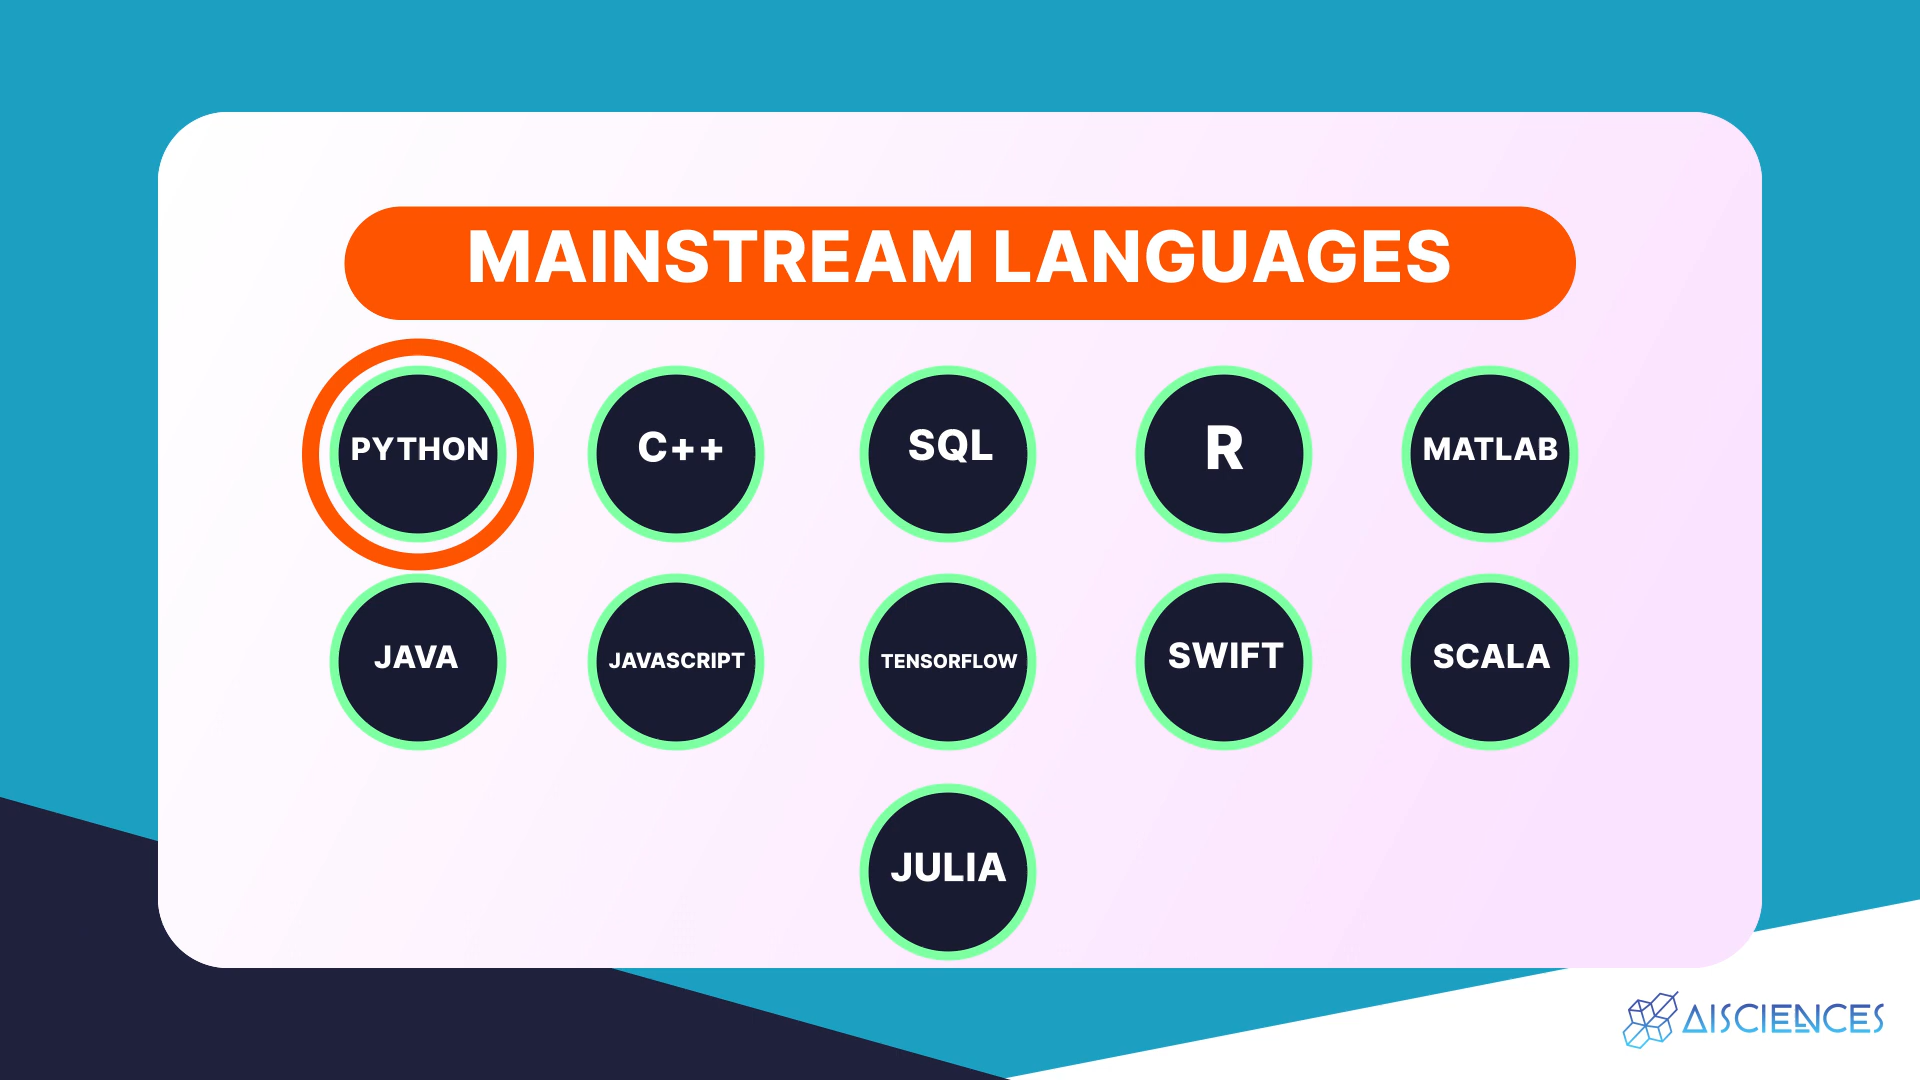 MAINSTREAM LANGUAGES
PYTHON
C++
SQL
R
MATLAB
JAVA
JAVASCRIPT
TENSORFLOW
SWIFT
SCALA
JULIA
AISCIENCES